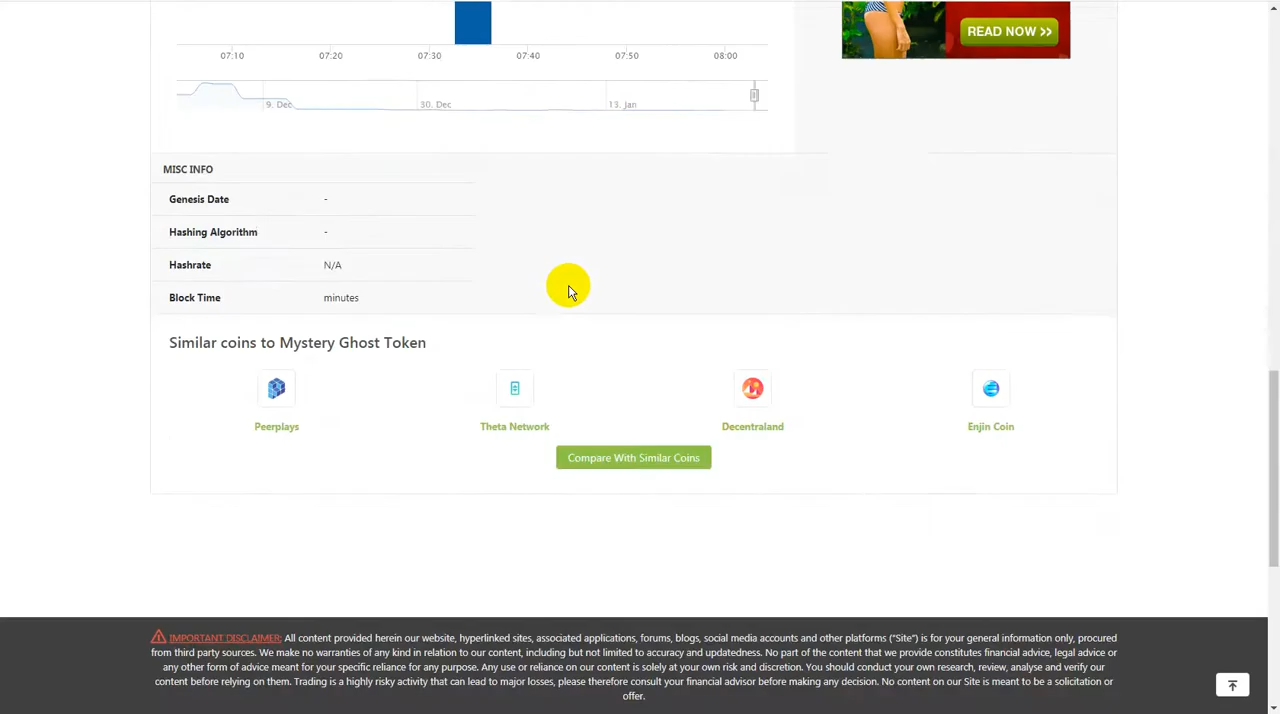 READ NOW >>
07:10 07:20 07:30 07:40 07:50 08:00
9. Dec 30. Dec 13. Jan
MISC INFO
Genesis Date -
Hashing Algorithm -
Hashrate N/A
Block Time minutes
Similar coins to Mystery Ghost Token
Peerplays Theta Network Decentraland Enjin Coin
Compare With Similar Coins
IMPORTANT DISCLAIMER: All content provided herein our website, hyperlinked sites, associated applications, forums, blogs, social media accounts and other platforms (“Site”) is for your general information only, procured
from third party sources. We make no warranties of any kind in relation to our content, including but not limited to accuracy and updatedness. No part of the content that we provide constitutes financial advice, legal advice or
any other form of advice meant for your specific reliance for any purpose. Any use or reliance on our content is solely at your own risk and discretion. You should conduct your own research, review, analyse and verify our
content before relying on them. Trading is a highly risky activity that can lead to major losses, please therefore consult your financial advisor before making any decision. No content on our Site is meant to be a solicitation or
offer.